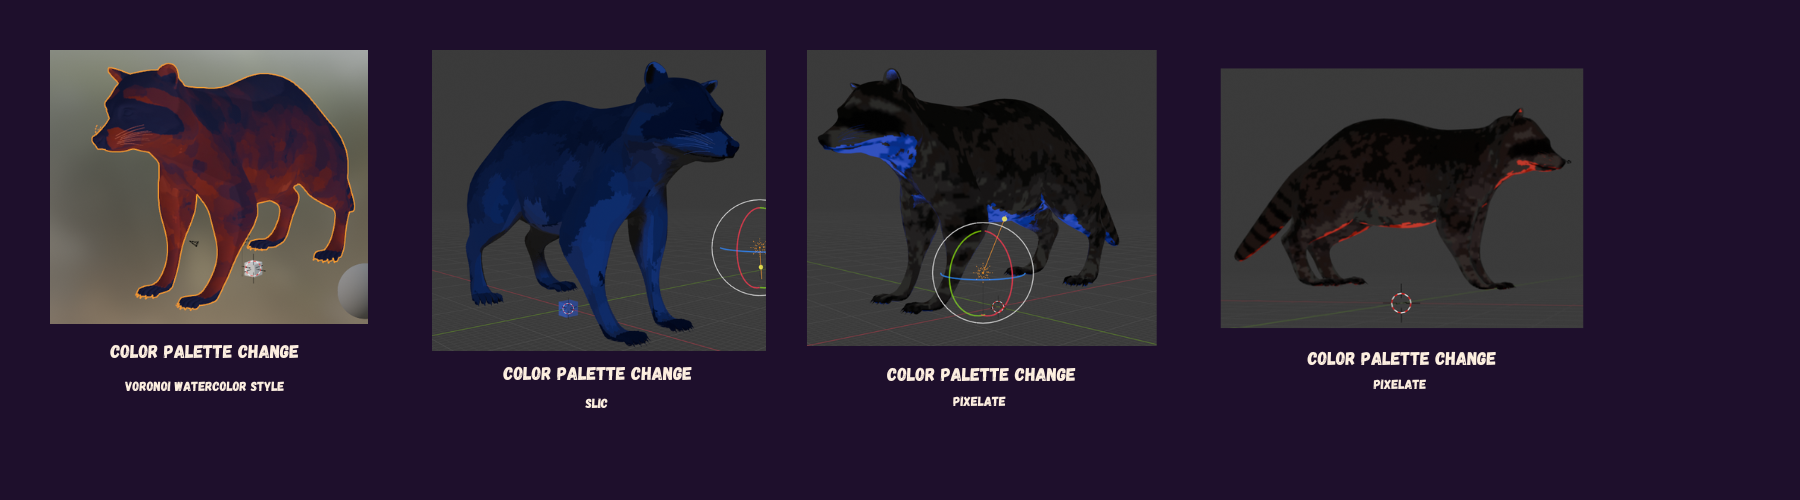 COLOR PALETTE CHANGE
VORONOI WATERCOLOR STYLE
COLOR PALETTE CHANGE
SLIC
COLOR PALETTE CHANGE
PIXELATE
COLOR PALETTE CHANGE
PIXELATE